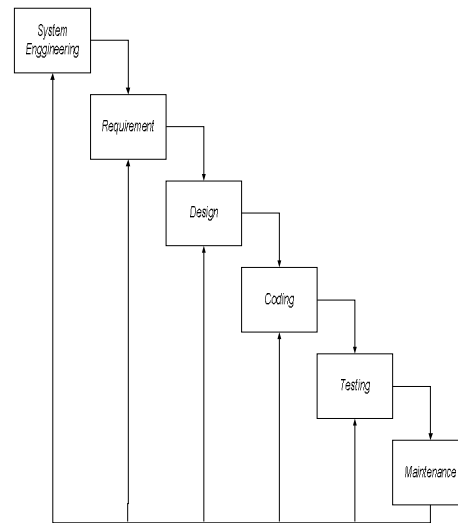 System
Enggineering
Requirement
Design
Coding
Testing
Maintenance